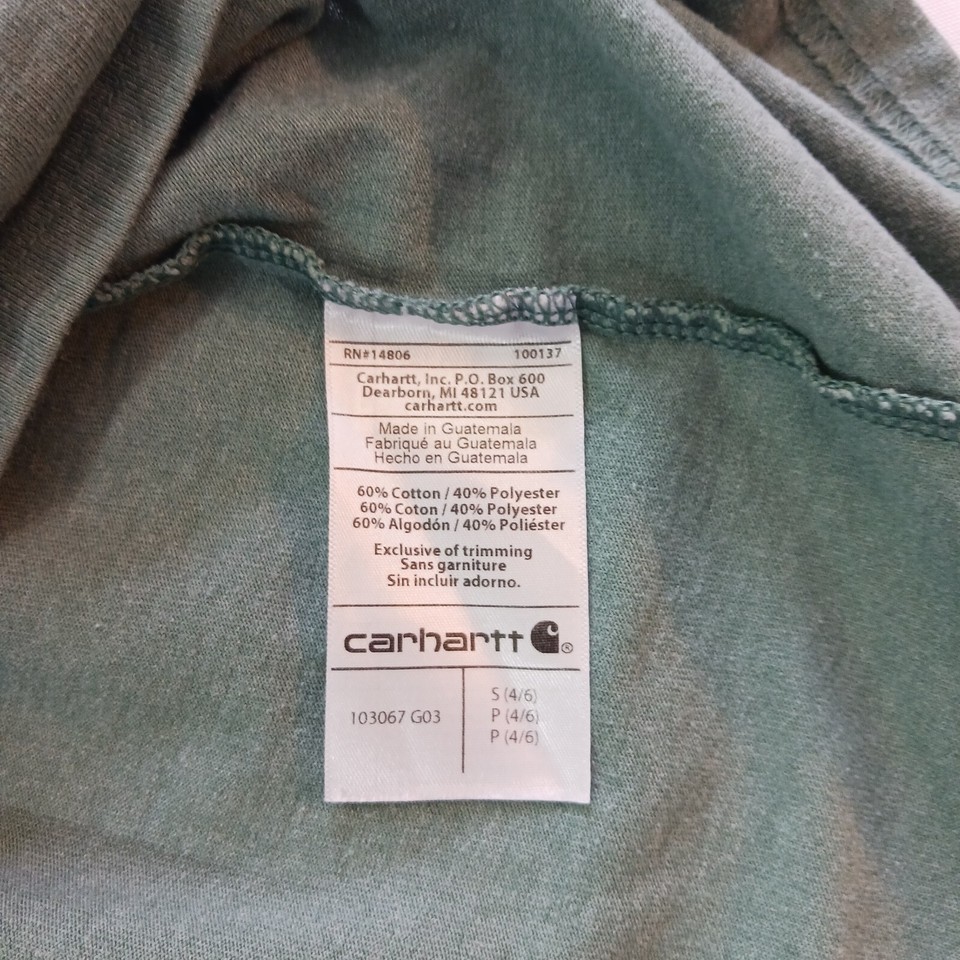 RN#14806 100137
Carhartt, Inc. P.O. Box 600
Dearborn, MI 48121 USA
carhartt.com
Made in Guatemala
Fabriqué au Guatemala
Hecho en Guatemala
60% Cotton / 40% Polyester
60% Coton / 40% Polyester
60% Algodón / 40% Poliéster
Exclusive of trimming
Sans garniture
Sin incluir adorno.
carhartt ®
103067 G03
S (4/6)
P (4/6)
P (4/6)